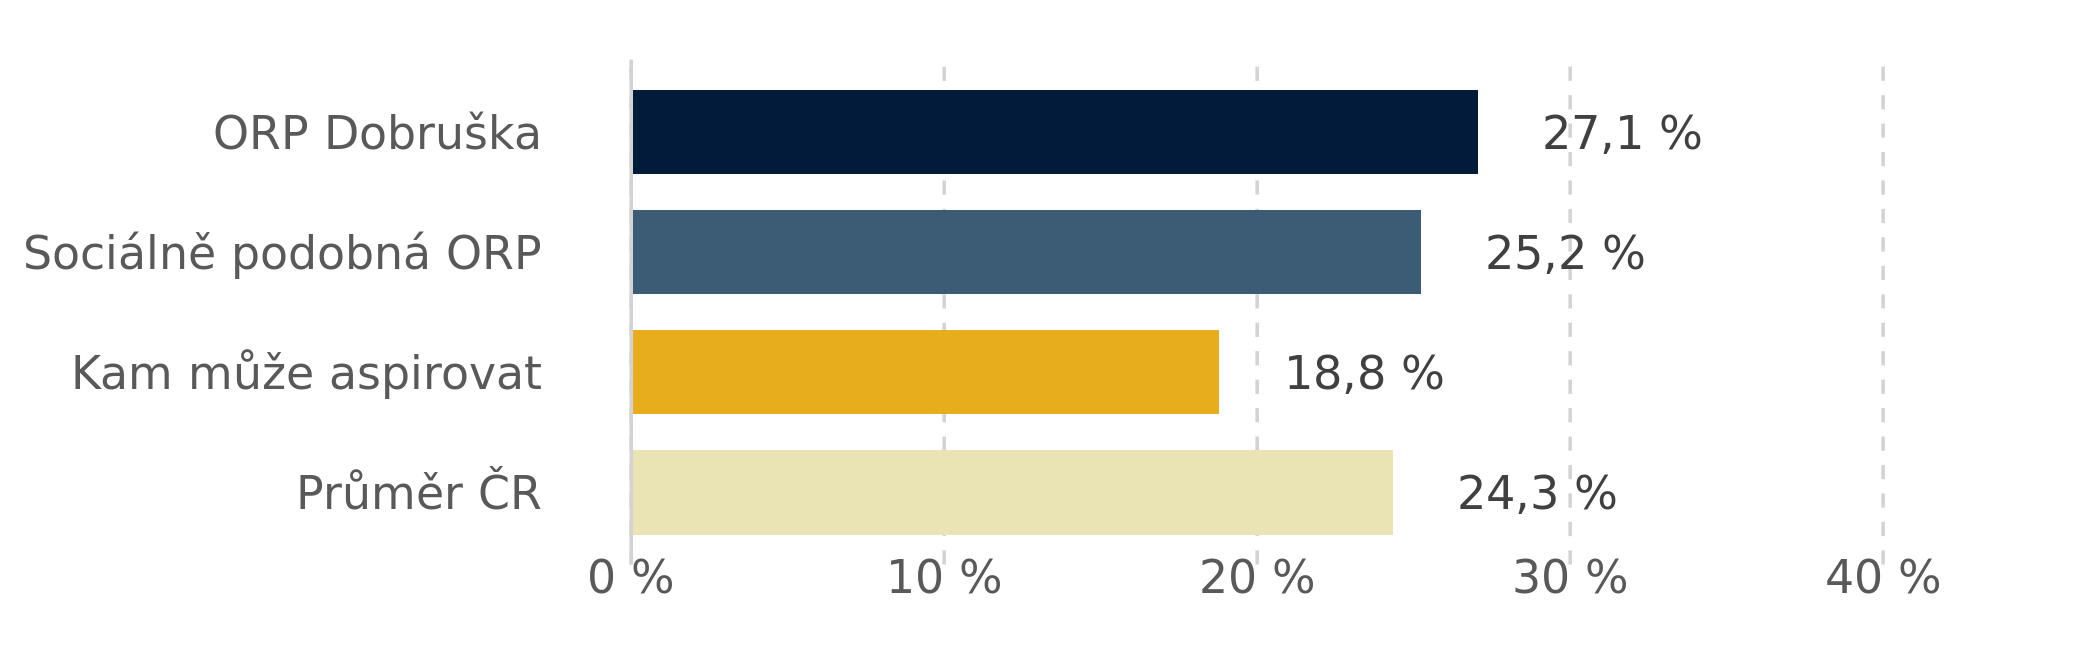 ORP Dobruška 27,1 %
Sociálně podobná ORP 25,2 %
Kam může aspirovat 18,8 %
Průměr ČR 24,3 %
0 % 10 % 20 % 30 % 40 %